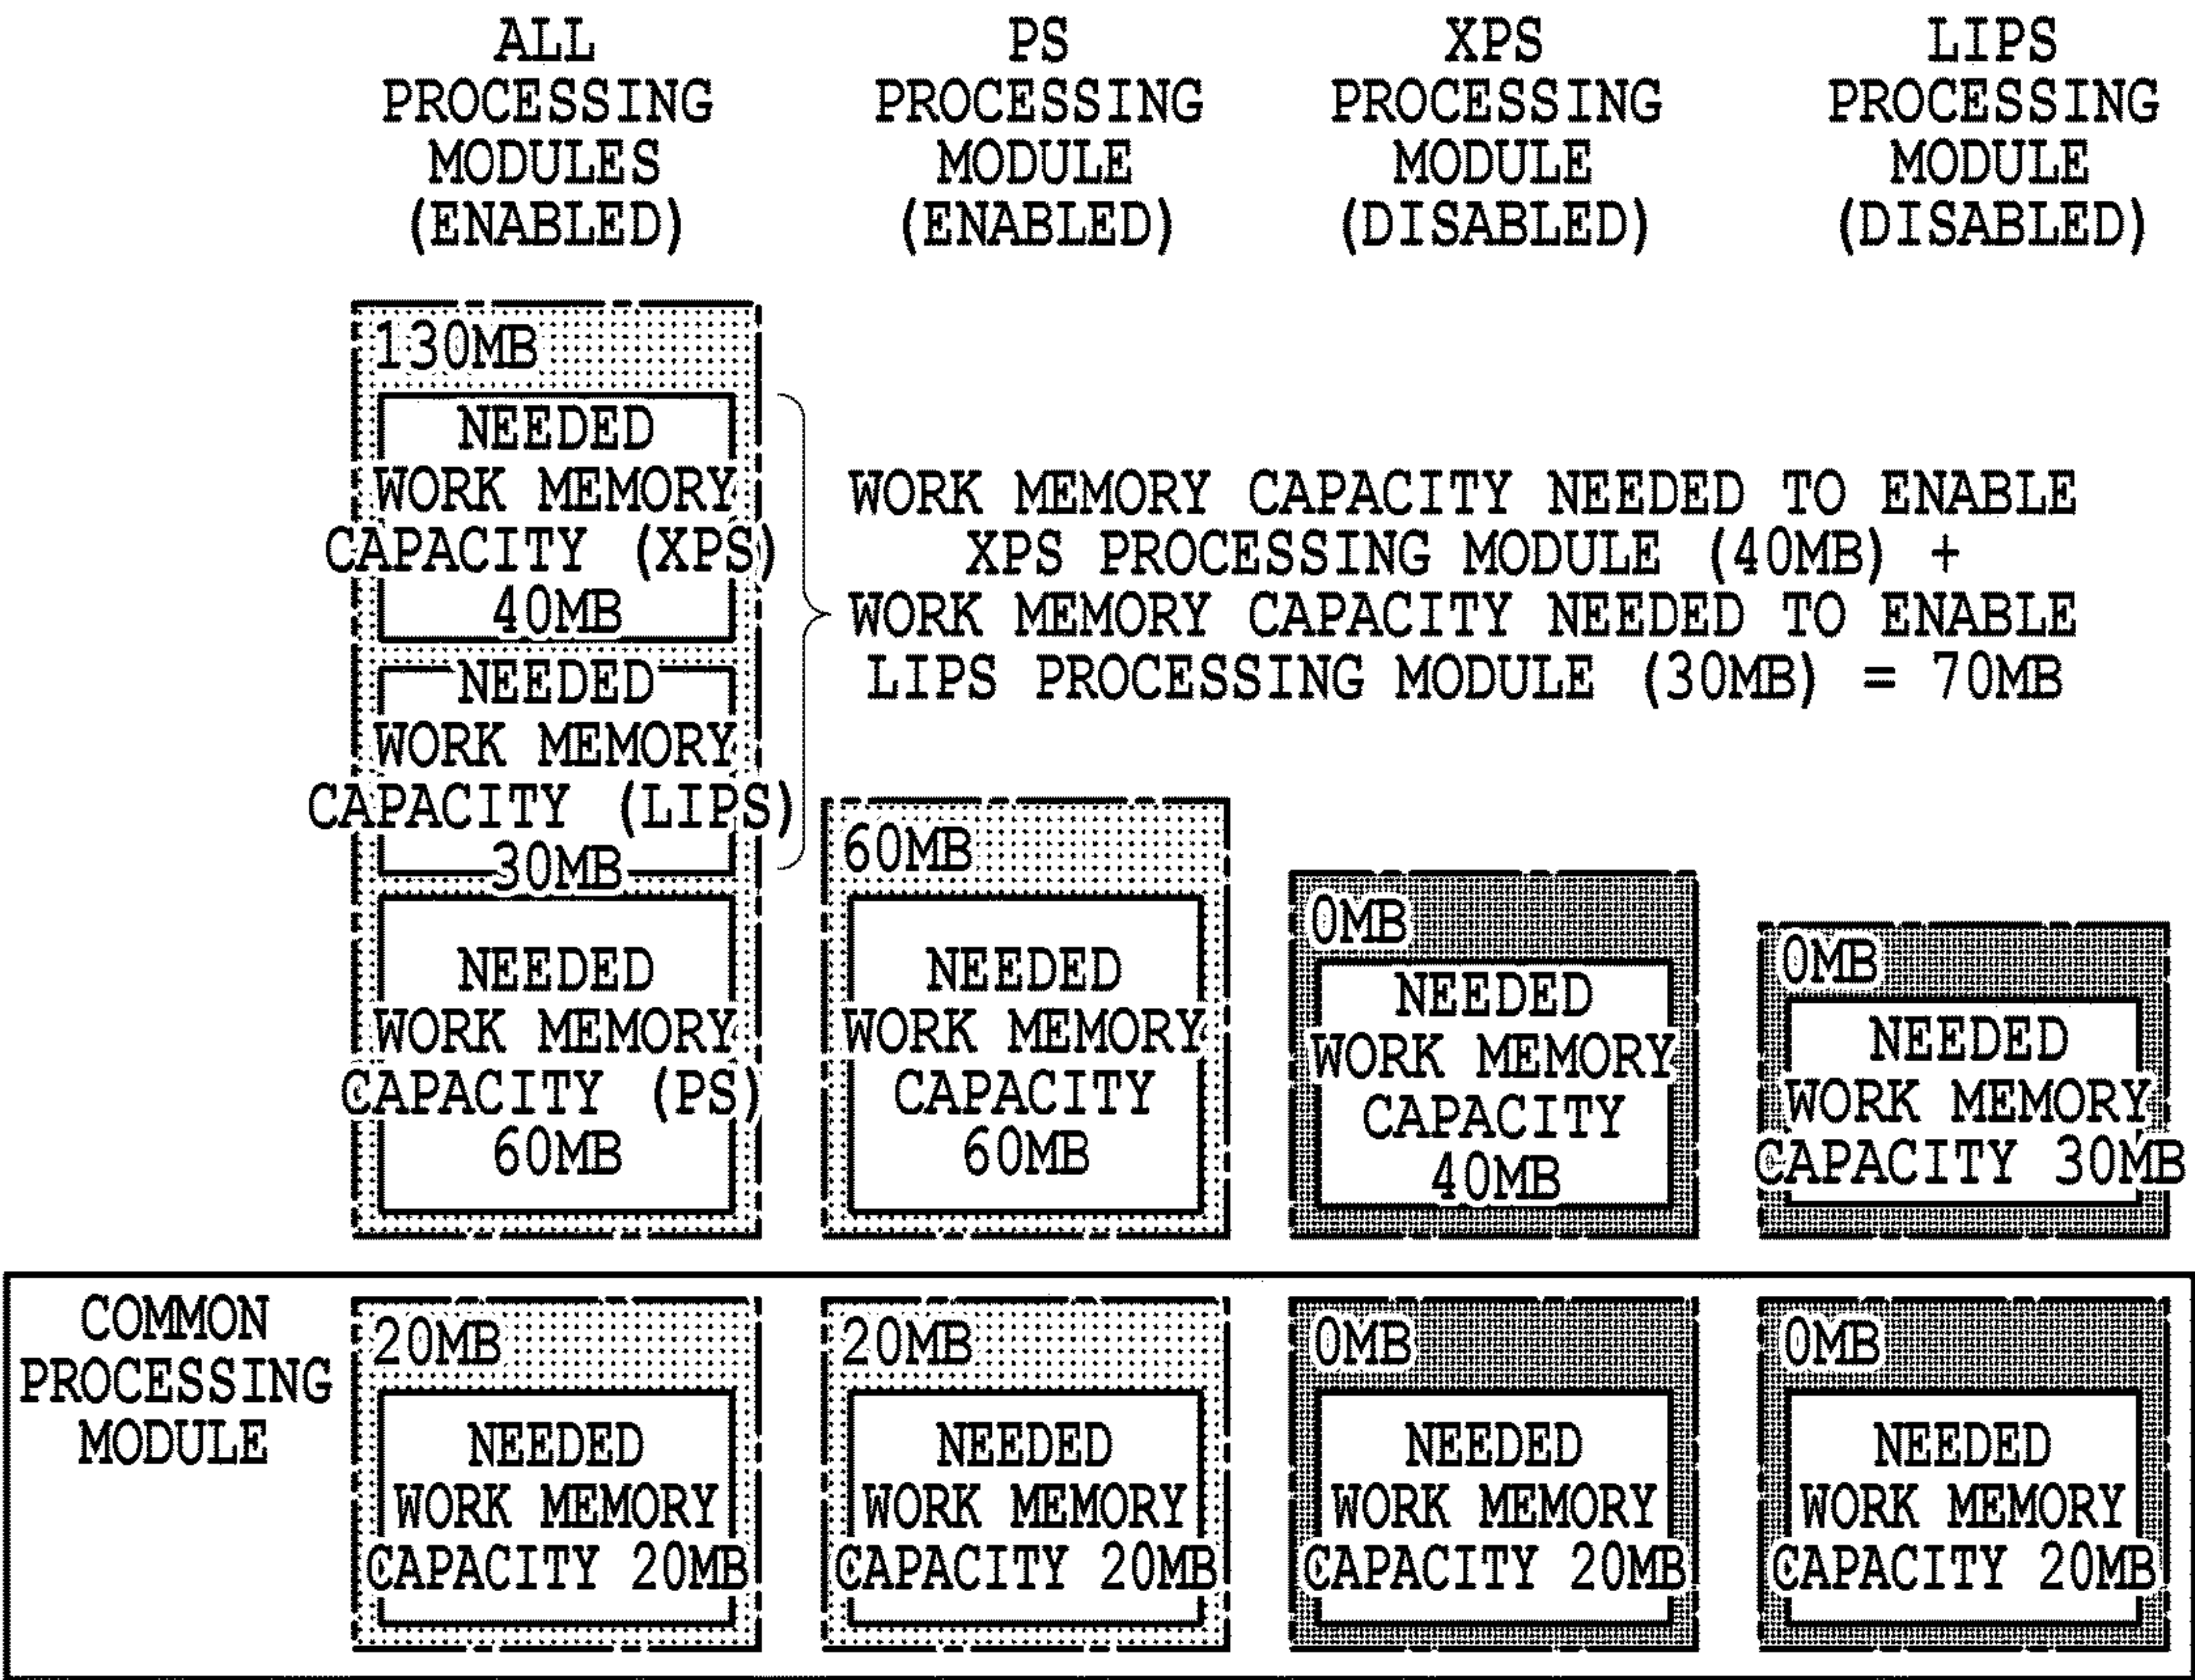 ALL
PROCESSING
MODULES
(ENABLED)
PS
PROCESSING
MODULE
(ENABLED)
XPS
PROCESSING
MODULE
(DISABLED)
LIPS
PROCESSING
MODULE
(DISABLED)
130MB
NEEDED
WORK MEMORY
CAPACITY (XPS)
40MB
NEEDED
WORK MEMORY
CAPACITY (LIPS)
30MB
NEEDED
WORK MEMORY
CAPACITY (PS)
60MB
WORK MEMORY CAPACITY NEEDED TO ENABLE
XPS PROCESSING MODULE (40MB) +
WORK MEMORY CAPACITY NEEDED TO ENABLE
LIPS PROCESSING MODULE (30MB) = 70MB
60MB
NEEDED
WORK MEMORY
CAPACITY
60MB
0MB
NEEDED
WORK MEMORY
CAPACITY
40MB
0MB
NEEDED
WORK MEMORY
CAPACITY 30MB
COMMON
PROCESSING
MODULE
20MB
NEEDED
WORK MEMORY
CAPACITY 20MB
20MB
NEEDED
WORK MEMORY
CAPACITY 20MB
0MB
NEEDED
WORK MEMORY
CAPACITY 20MB
0MB
NEEDED
WORK MEMORY
CAPACITY 20MB